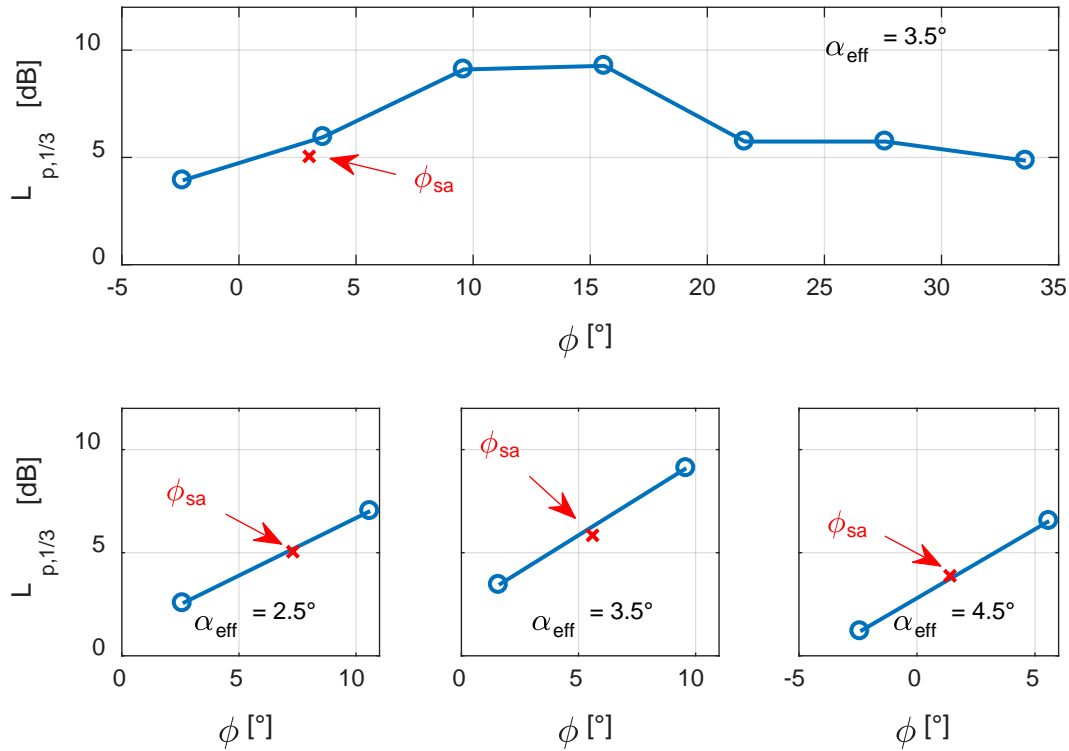 10
5
0
L p,1/3 [dB]
α eff = 3.5°
ϕ sa
-5 0 5 10 15 20 25 30 35
ϕ [°]
10
5
0
L p,1/3 [dB]
ϕ sa
α eff = 2.5°
0 5 10
ϕ [°]
ϕ sa
α eff = 3.5°
0 5 10
ϕ [°]
ϕ sa
α eff = 4.5°
-5 0 5
ϕ [°]